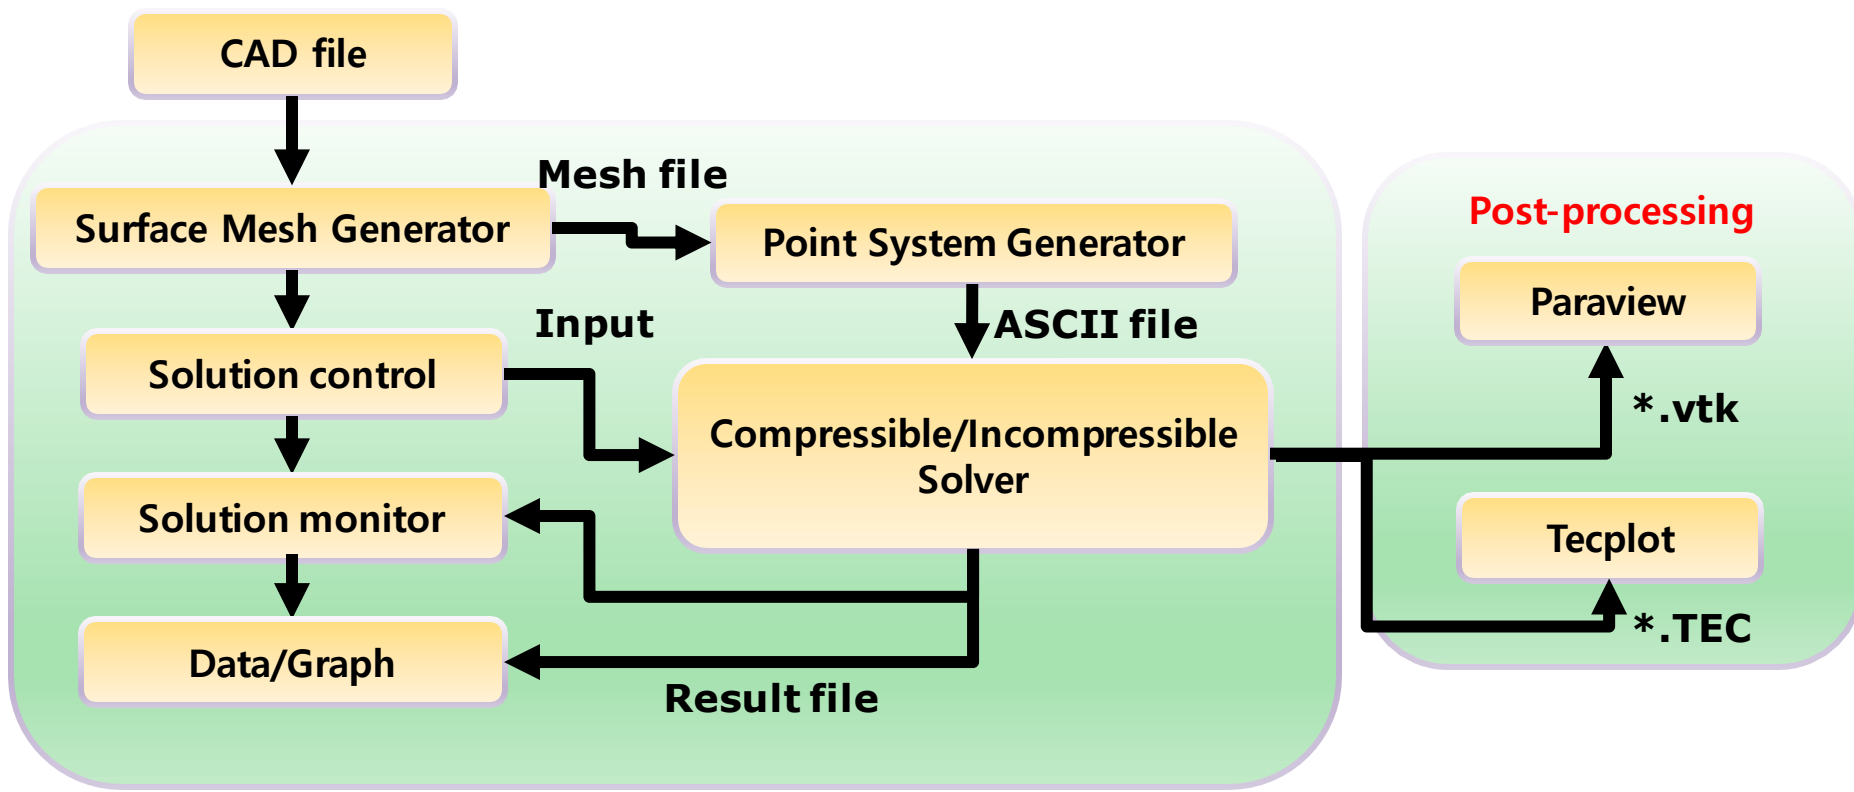 CAD file
Mesh file
Surface Mesh Generator
Point System Generator
Input
ASCII file
Solution control
Compressible/Incompressible
Solver
Solution monitor
Data/Graph
Result file
Post-processing
Paraview
*.vtk
Tecplot
*.TEC